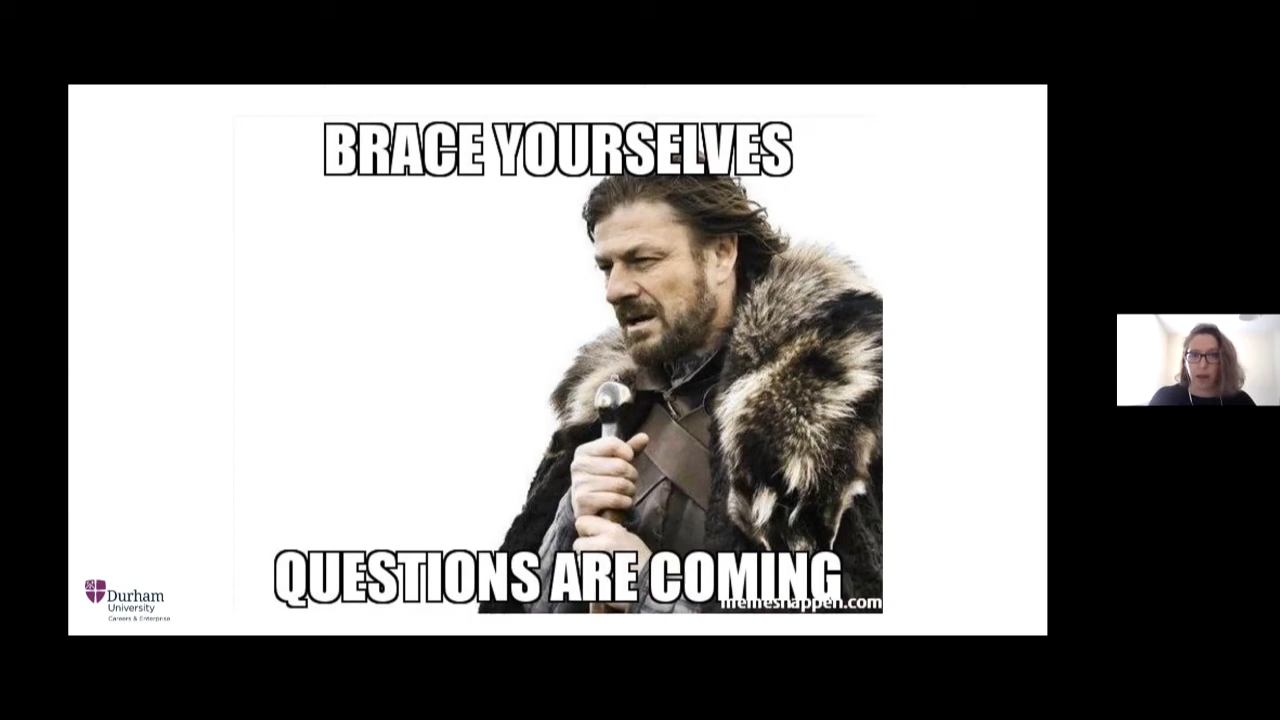 BRACE YOURSELVES
QUESTIONS ARE COMING
memeshappen.com
Durham
University
Careers & Enterprise